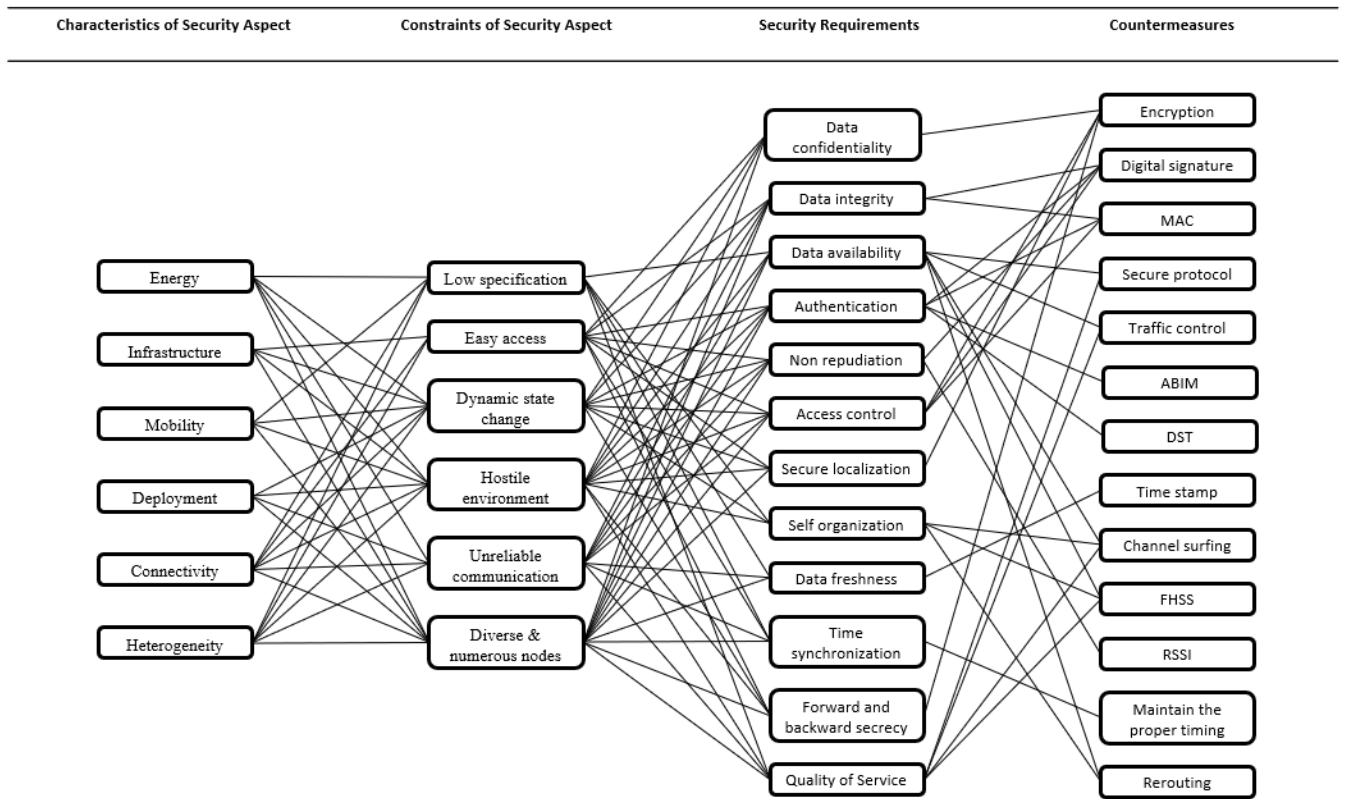 Characteristics of Security Aspect
Constraints of Security Aspect
Security Requirements
Countermeasures
Energy
Infrastructure
Mobility
Deployment
Connectivity
Heterogeneity
Low specification
Easy access
Dynamic state
change
Hostile
environment
Unreliable
communication
Diverse &
numerous nodes
Data
confidentiality
Data integrity
Data availability
Authentication
Non repudiation
Access control
Secure localization
Self organization
Data freshness
Time
synchronization
Forward and
backward secrecy
Quality of Service
Encryption
Digital signature
MAC
Secure protocol
Traffic control
ABIM
DST
Time stamp
Channel surfing
FHSS
RSSI
Maintain the
proper timing
Rerouting